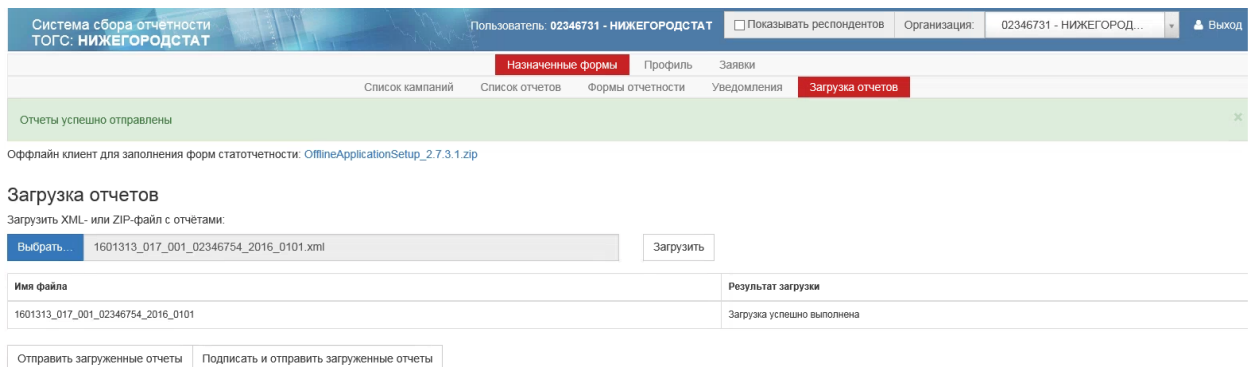 Система сбора отчетности
ТОГС: НИЖЕГОРОДСТАТ
Пользователь: 02346731 - НИЖЕГОРОДСТАТ Показывать респондентов Организация: 02346731 - НИЖЕГОРОД... Выход
Назначенные формы Профиль Заявки
Список кампаний Список отчетов Формы отчетности Уведомления Загрузка отчетов
Отчеты успешно отправлены ×
Оффлайн клиент для заполнения форм статотчетности: OfflineApplicationSetup_2.7.3.1.zip
Загрузка отчетов
Загрузить XML- или ZIP-файл с отчётами:
Выбрать... 1601313_017_001_02346754_2016_0101.xml Загрузить
Имя файла Результат загрузки
1601313_017_001_02346754_2016_0101 Загрузка успешно выполнена
Отправить загруженные отчеты Подписать и отправить загруженные отчеты